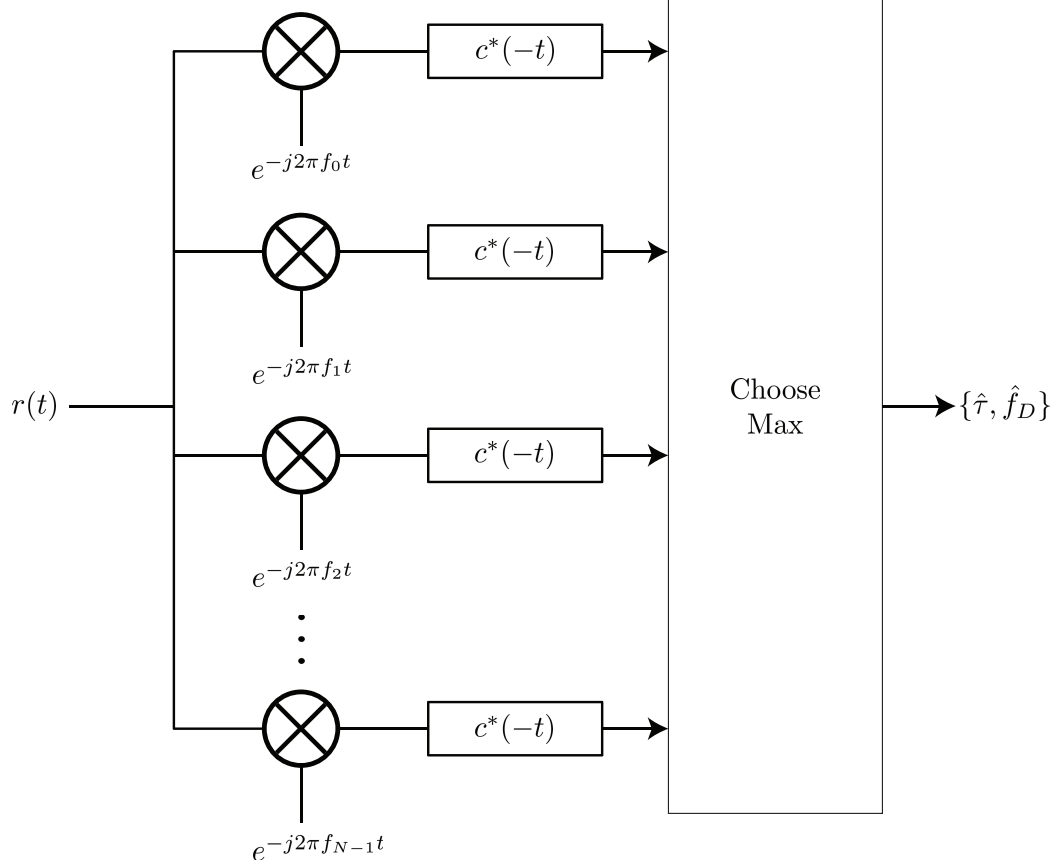 c*(−t)
e^{−j2πf_0t}
c*(−t)
e^{−j2πf_1t}
r(t)
Choose
Max
{τ̂, f̂_D}
c*(−t)
e^{−j2πf_2t}
c*(−t)
e^{−j2πf_{N−1}t}